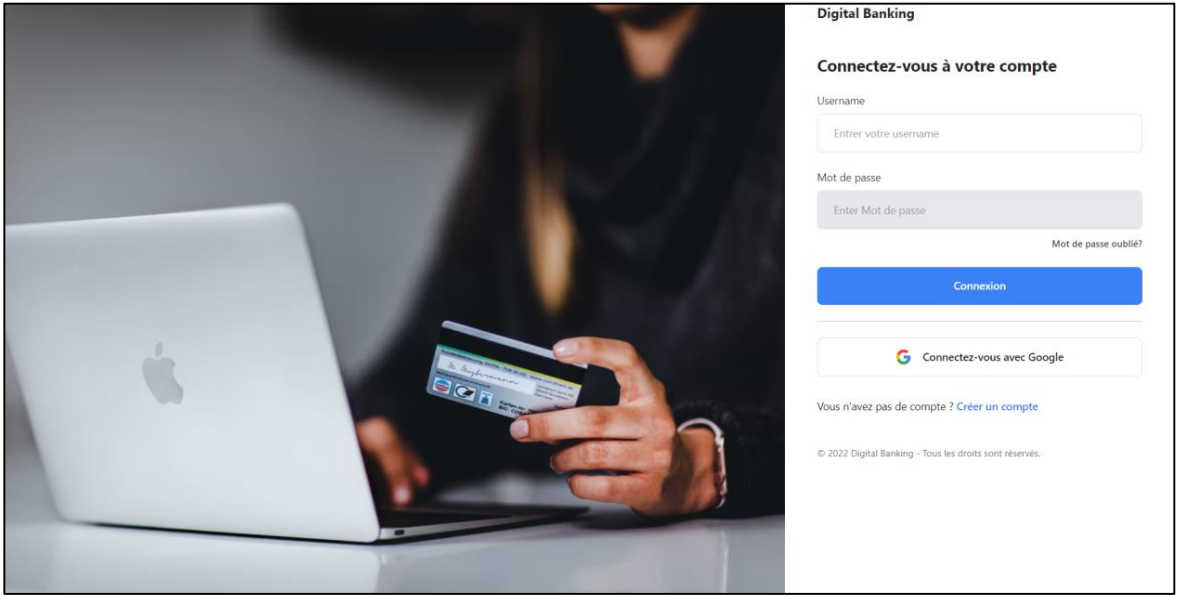 Digital Banking
Connectez-vous à votre compte
Username
Entrer votre username
Mot de passe
Enter Mot de passe
Mot de passe oublié?
Connexion
Connectez-vous avec Google
Vous n'avez pas de compte ? Créer un compte
© 2022 Digital Banking - Tous les droits sont réservés.